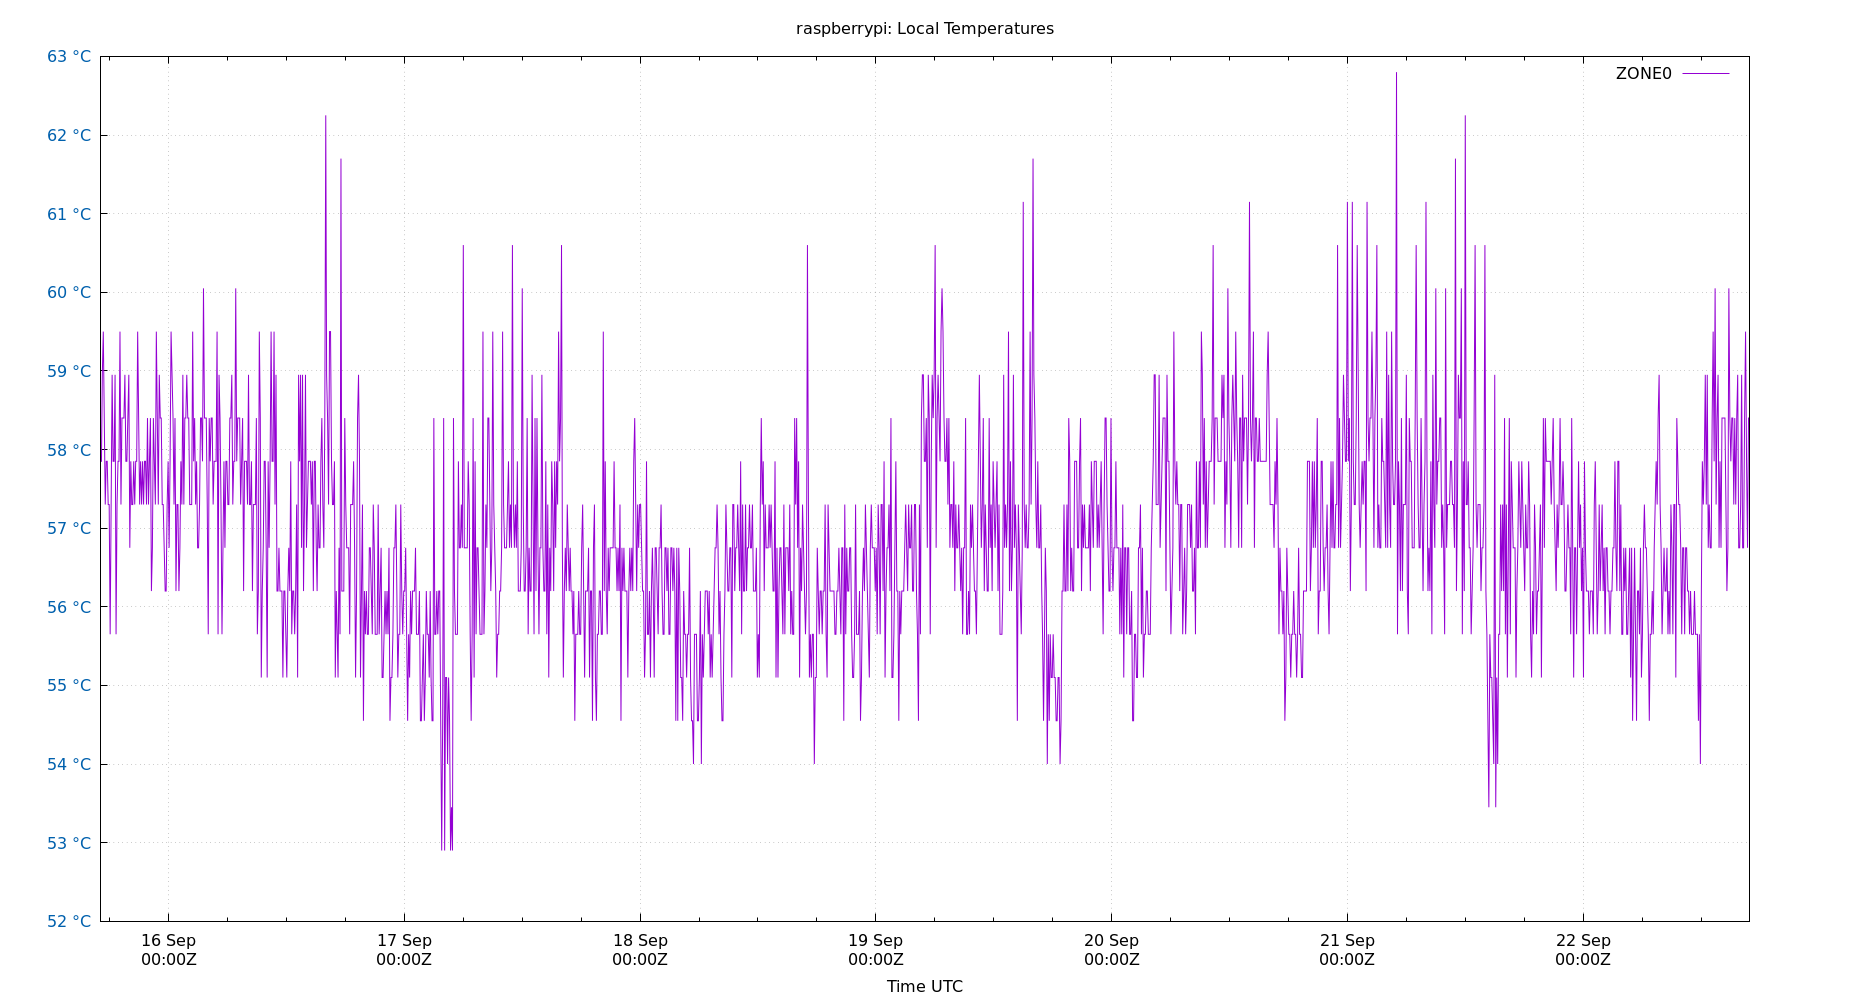 raspberrypi: Local Temperatures
63 °C
ZONE0
62 °C
61 °C
60 °C
59 °C
58 °C
57 °C
56 °C
55 °C
54 °C
53 °C
52 °C
16 Sep 17 Sep 18 Sep 19 Sep 20 Sep 21 Sep 22 Sep
00:00Z 00:00Z 00:00Z 00:00Z 00:00Z 00:00Z 00:00Z
Time UTC